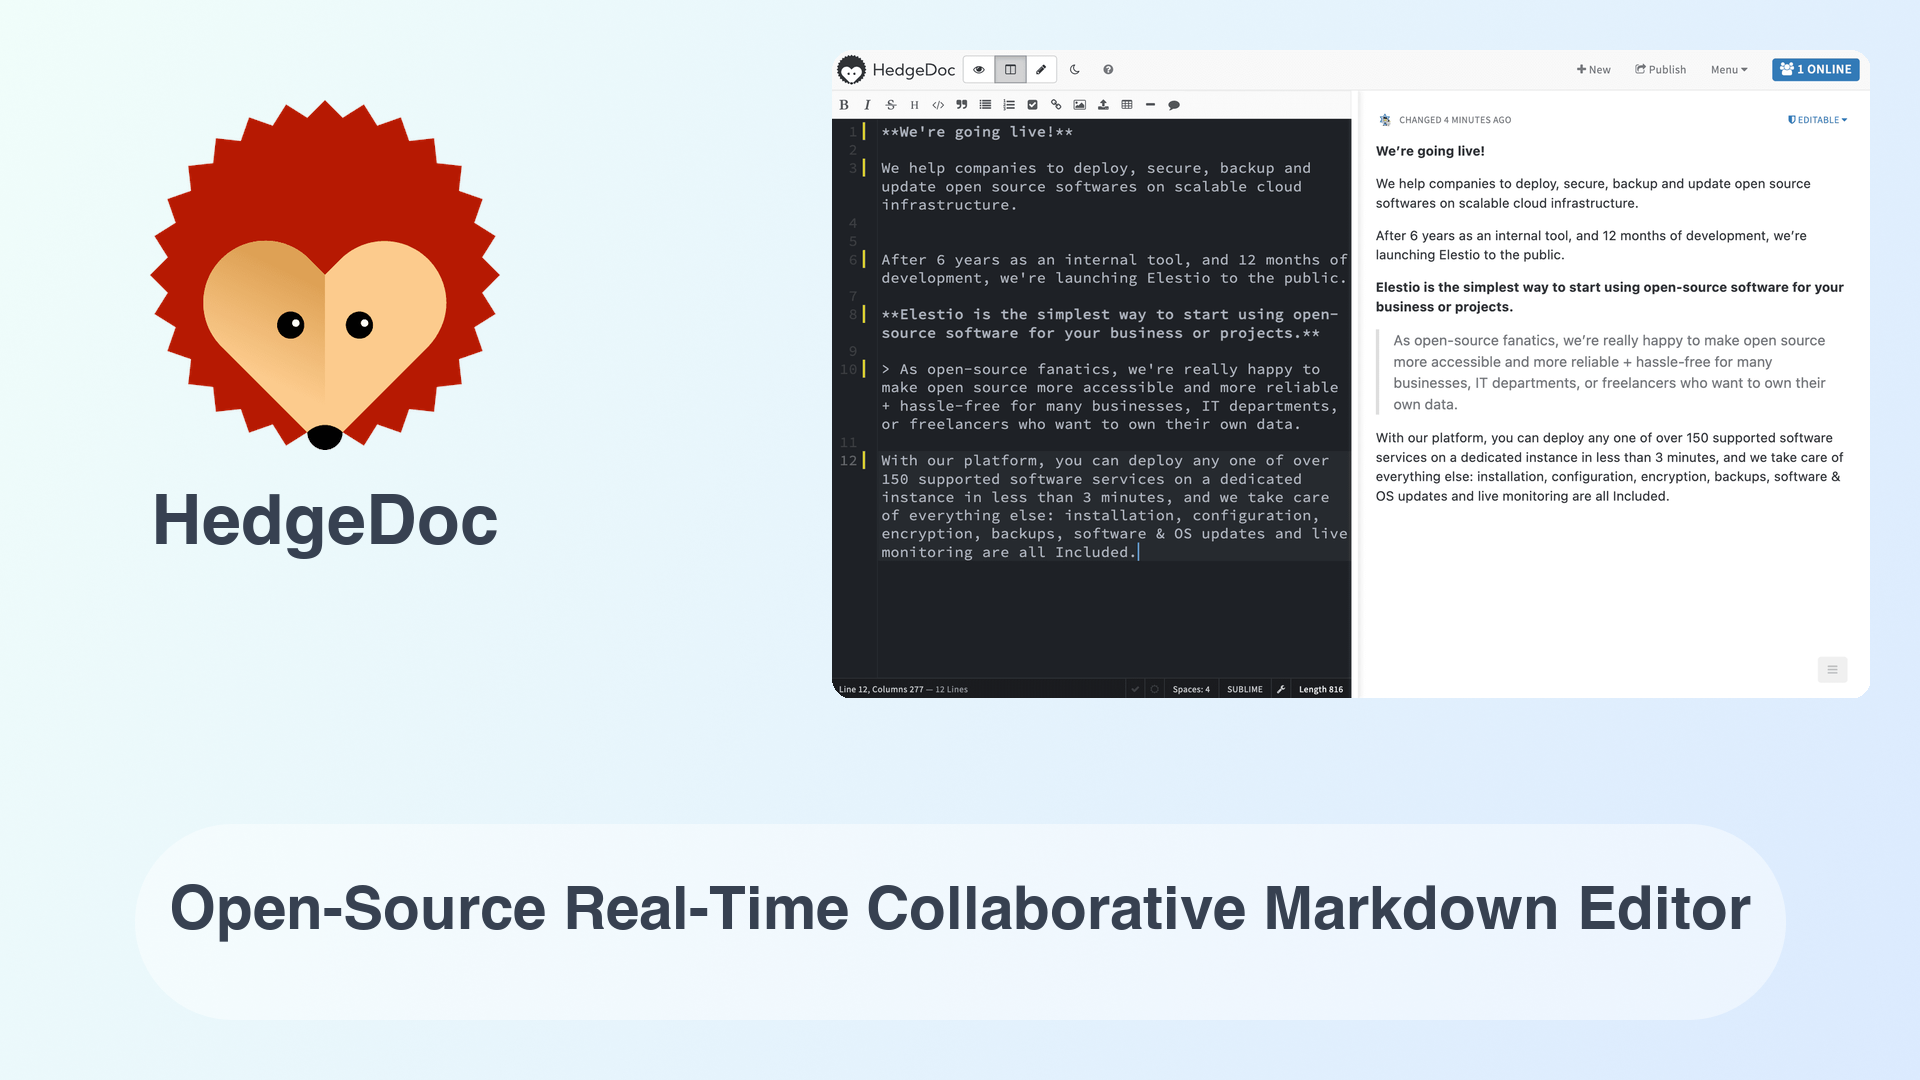 HedgeDoc
HedgeDoc
+ New
Publish
Menu
1 ONLINE
B I S H </>
1 **We're going live!**
2
3 We help companies to deploy, secure, backup and
update open source softwares on scalable cloud
infrastructure.
4
5
6 After 6 years as an internal tool, and 12 months of
development, we're launching Elestio to the public.
7
8 **Elestio is the simplest way to start using open-
source software for your business or projects.**
9
10 > As open-source fanatics, we're really happy to
make open source more accessible and more reliable
+ hassle-free for many businesses, IT departments,
or freelancers who want to own their own data.
11
12 With our platform, you can deploy any one of over
150 supported software services on a dedicated
instance in less than 3 minutes, and we take care
of everything else: installation, configuration,
encryption, backups, software & OS updates and live
monitoring are all Included.
Line 12, Columns 277 — 12 Lines
Spaces: 4
SUBLIME
Length 816
CHANGED 4 MINUTES AGO
EDITABLE
We’re going live!
We help companies to deploy, secure, backup and update open source
softwares on scalable cloud infrastructure.
After 6 years as an internal tool, and 12 months of development, we’re
launching Elestio to the public.
Elestio is the simplest way to start using open-source software for your
business or projects.
As open-source fanatics, we’re really happy to make open source
more accessible and more reliable + hassle-free for many
businesses, IT departments, or freelancers who want to own their
own data.
With our platform, you can deploy any one of over 150 supported software
services on a dedicated instance in less than 3 minutes, and we take care of
everything else: installation, configuration, encryption, backups, software &
OS updates and live monitoring are all Included.
Open-Source Real-Time Collaborative Markdown Editor